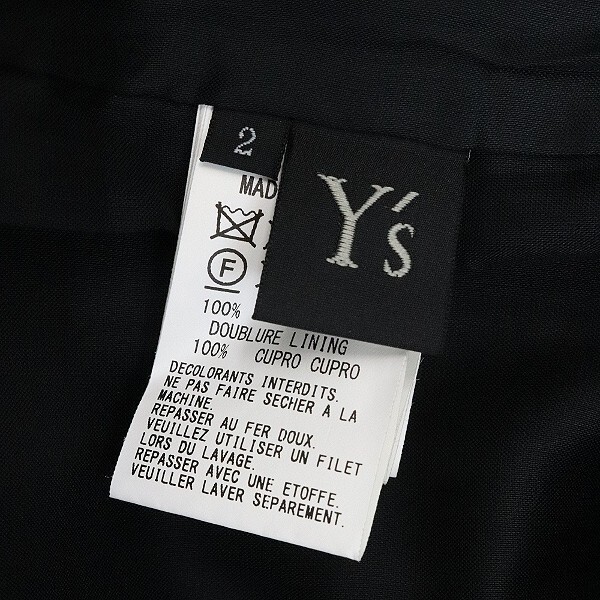 2
Y's
MAD
F
100%
DOUBLURE LINING
100% CUPRO CUPRO
DECOLORANTS INTERDITS.
NE PAS FAIRE SECHER A LA
MACHINE.
REPASSER AU FER DOUX.
VEUILLEZ UTILISER UN FILET
LORS DU LAVAGE.
REPASSER AVEC UNE ETOFFE.
VEUILLER LAVER SEPAREMENT.